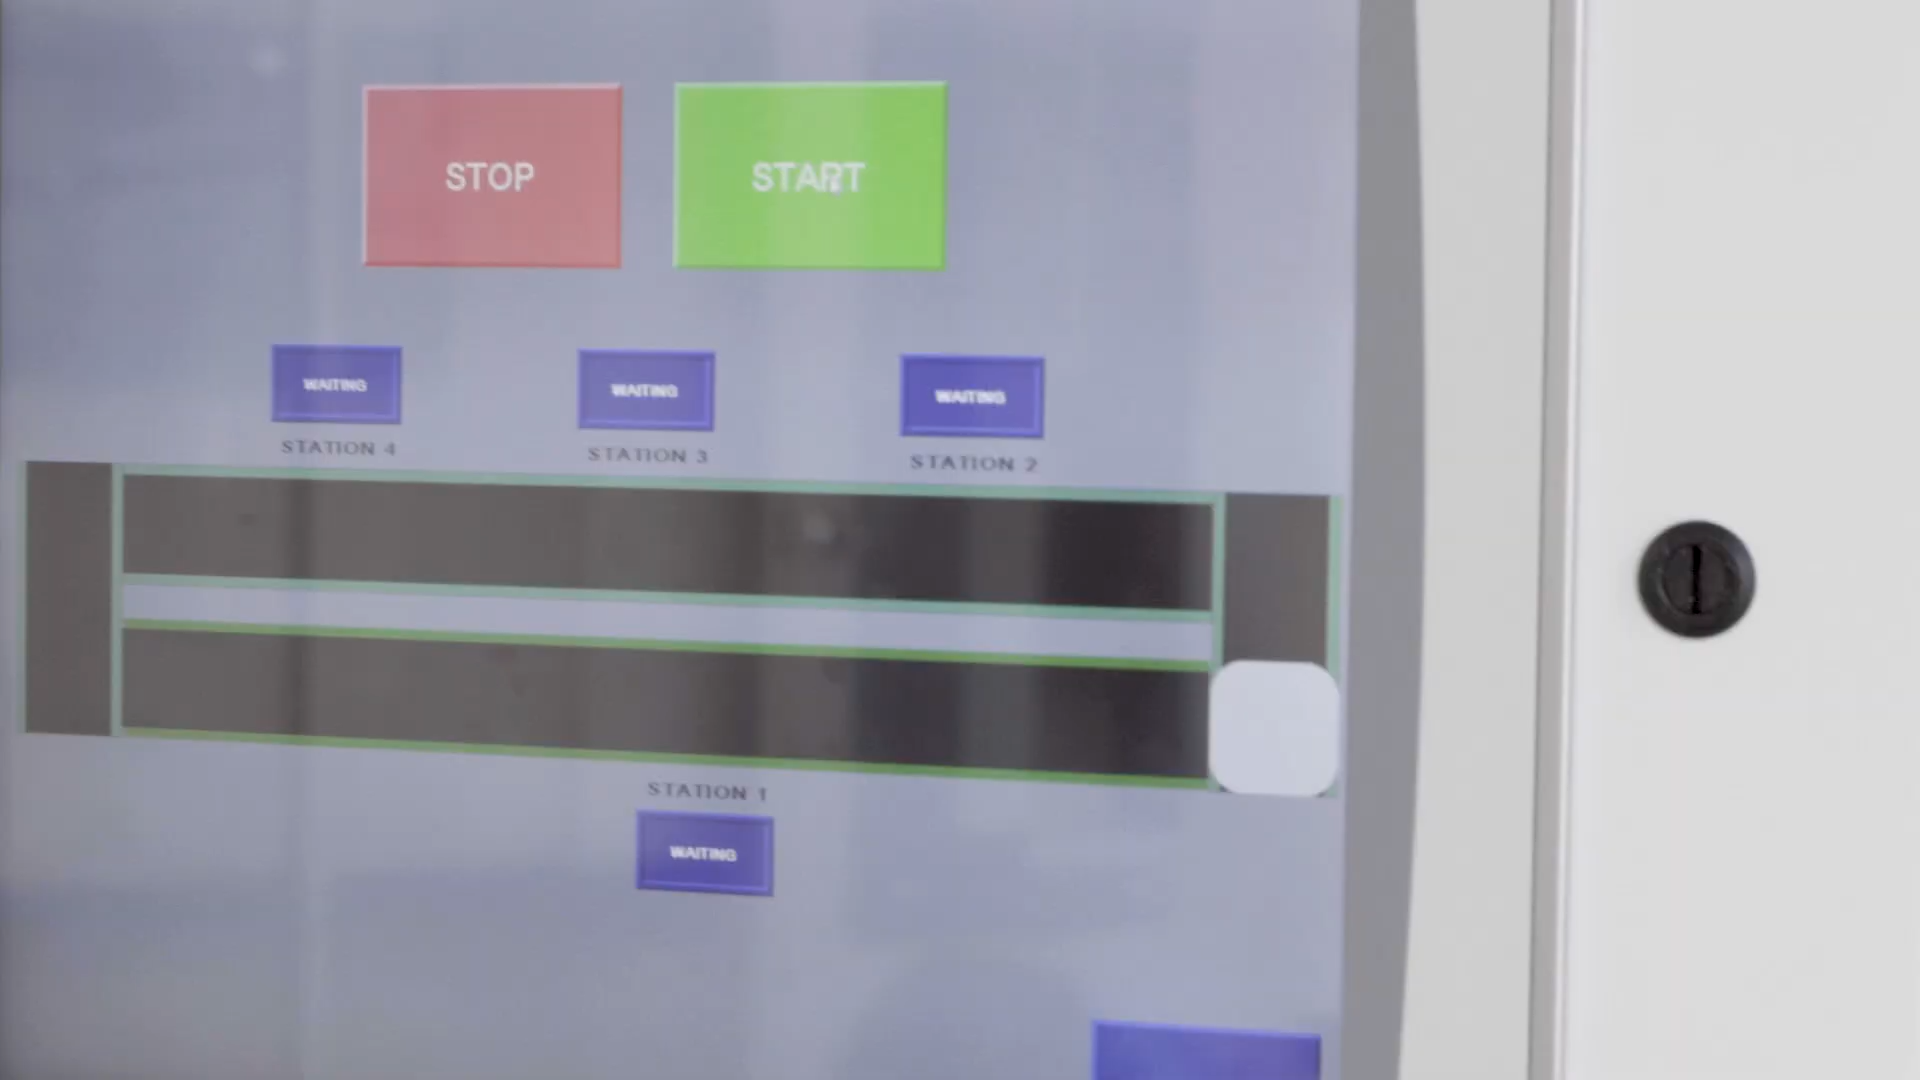 STOP
START
WAITING
WAITING
WAITING
STATION 4
STATION 3
STATION 2
STATION 1
WAITING